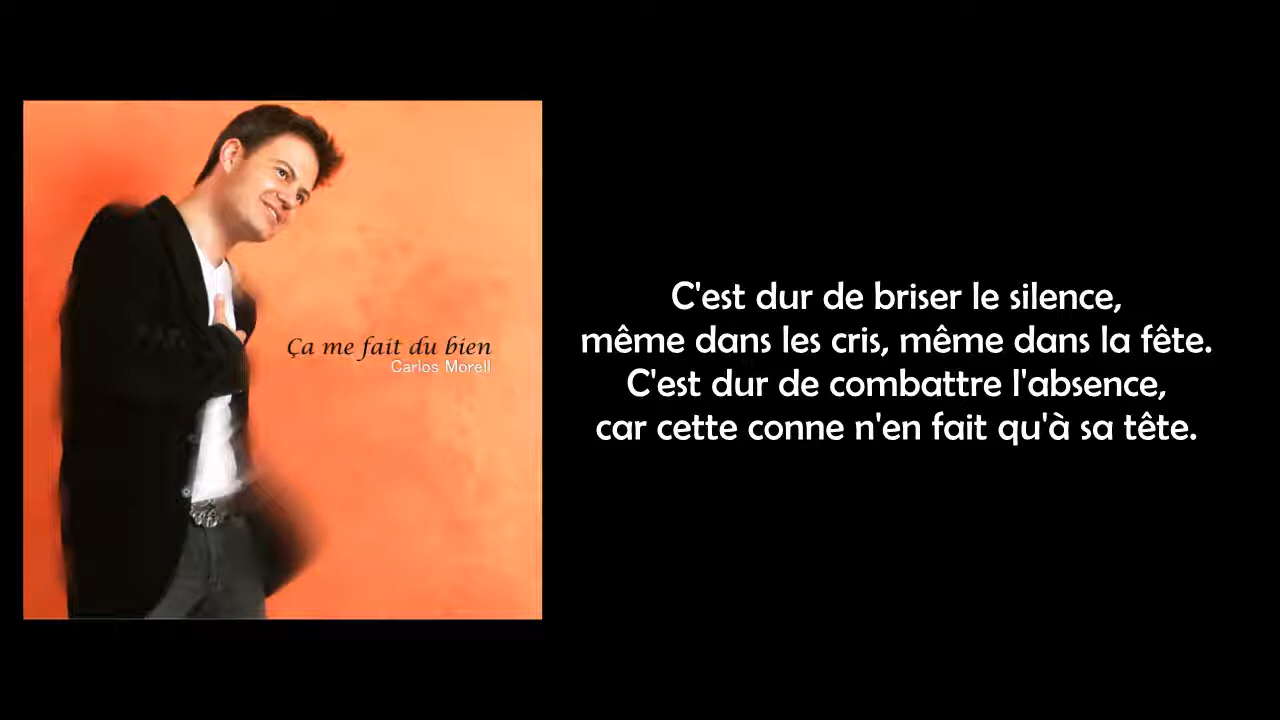 Ça me fait du bien
Carlos Morell
C'est dur de briser le silence,
même dans les cris, même dans la fête.
C'est dur de combattre l'absence,
car cette conne n'en fait qu'à sa tête.